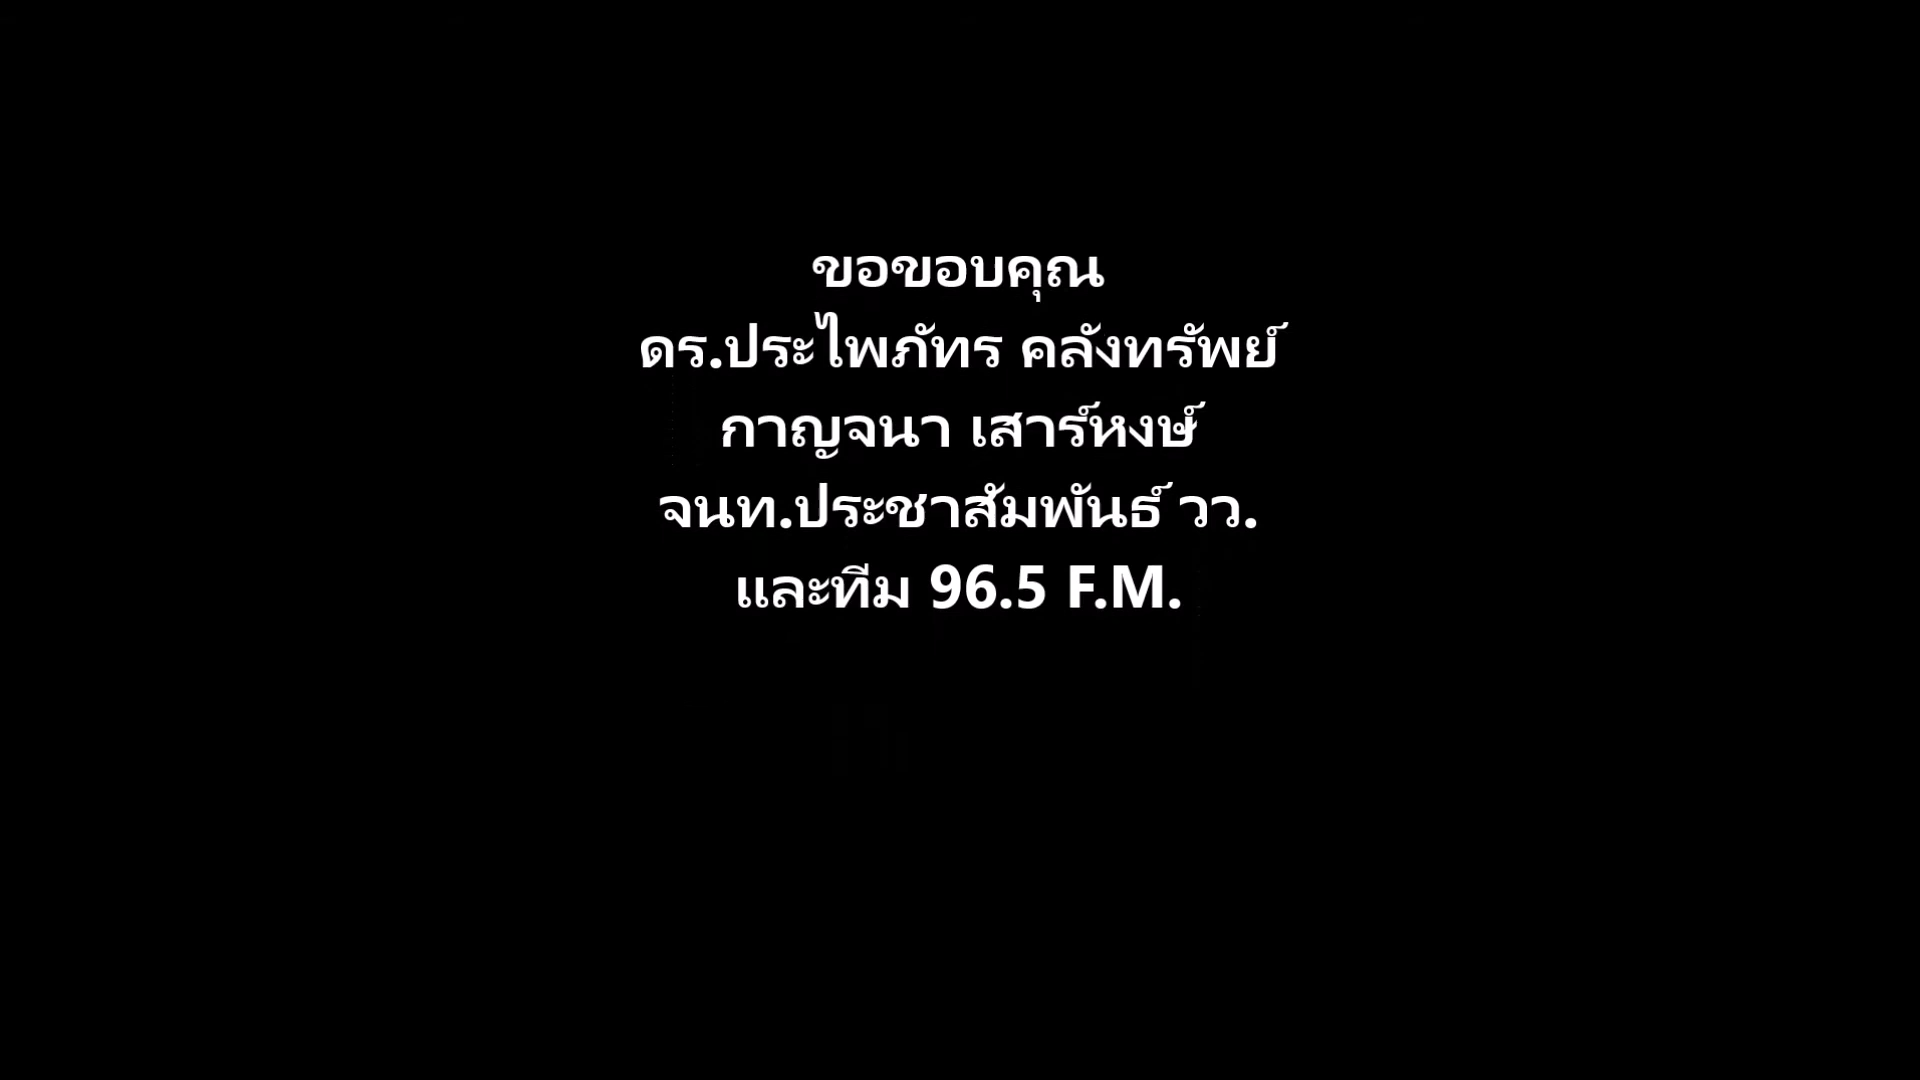 ขอขอบคุณ
ดร.ประไพภัทร คลังทรัพย์
กาญจนา เสาร์หงษ์
จนท.ประชาสัมพันธ์ วว.
และทีม 96.5 F.M.